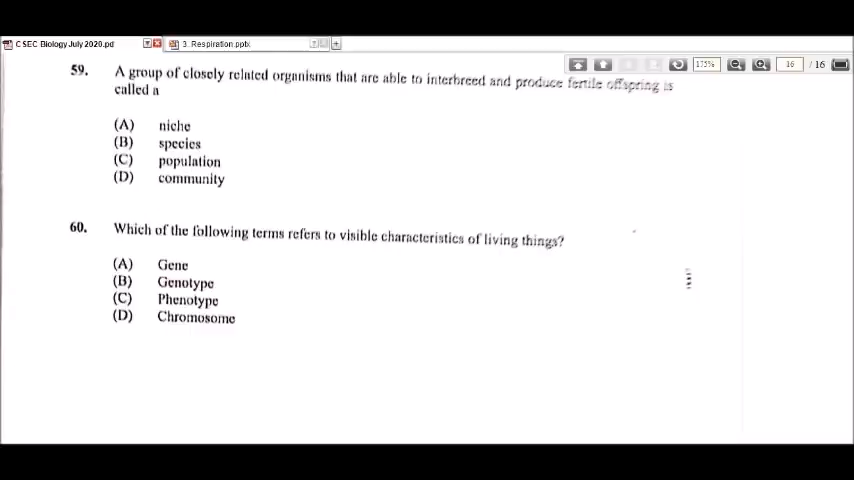 CSEC Biology July 2020.pd
3. Respiration.pptx
175%
16 / 16
59. A group of closely related organisms that are able to interbreed and produce fertile offspring is
called a
(A) niche
(B) species
(C) population
(D) community
60. Which of the following terms refers to visible characteristics of living things?
(A) Gene
(B) Genotype
(C) Phenotype
(D) Chromosome